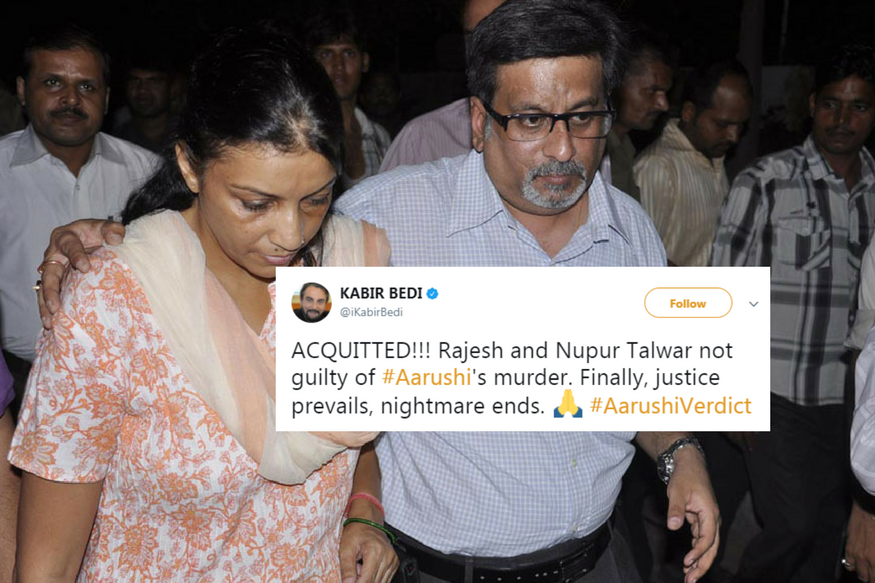 KABIR BEDI
@iKabirBedi
Follow
ACQUITTED!!! Rajesh and Nupur Talwar not
guilty of #Aarushi's murder. Finally, justice
prevails, nightmare ends. 🙏 #AarushiVerdict